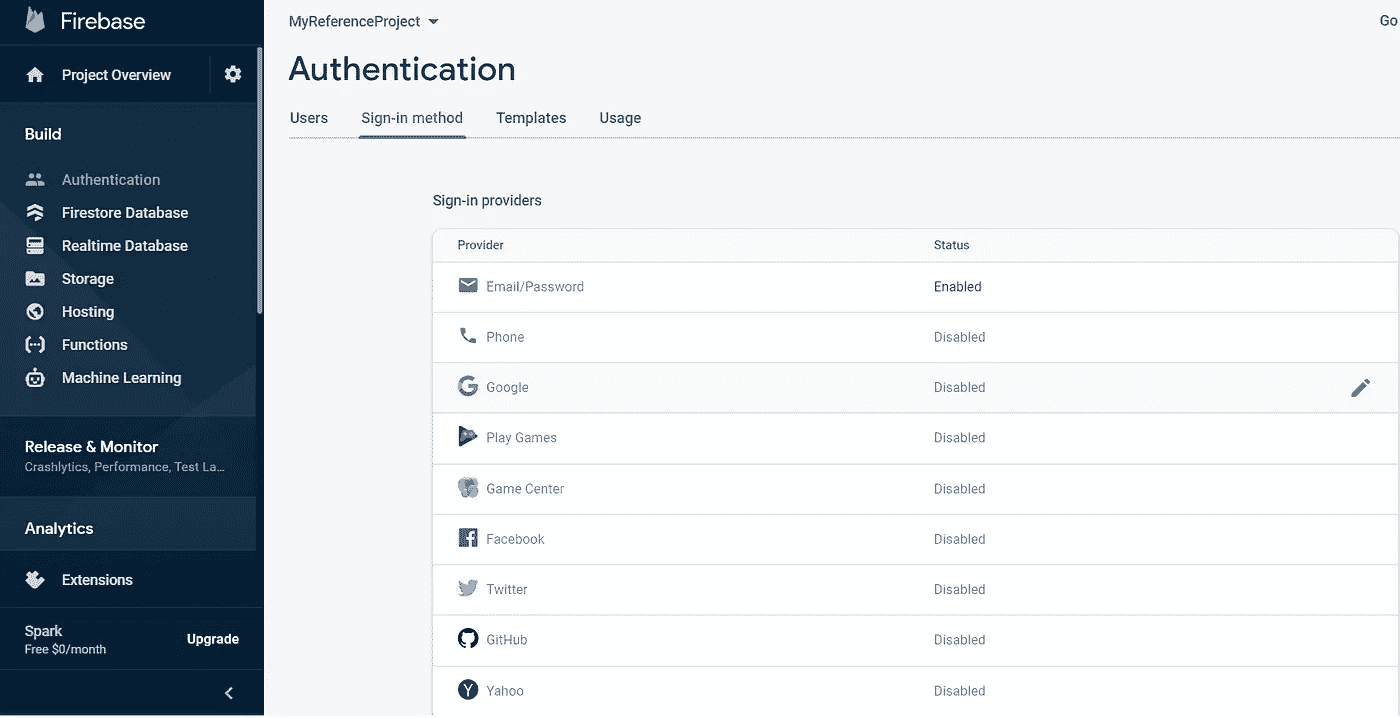 Firebase
Project Overview
Build
Authentication
Firestore Database
Realtime Database
Storage
Hosting
Functions
Machine Learning
Release & Monitor
Crashlytics, Performance, Test La...
Analytics
Extensions
Spark
Free $0/month
Upgrade
MyReferenceProject
Go
Authentication
Users Sign-in method Templates Usage
Sign-in providers
Provider Status
Email/Password Enabled
Phone Disabled
Google Disabled
Play Games Disabled
Game Center Disabled
Facebook Disabled
Twitter Disabled
GitHub Disabled
Yahoo Disabled